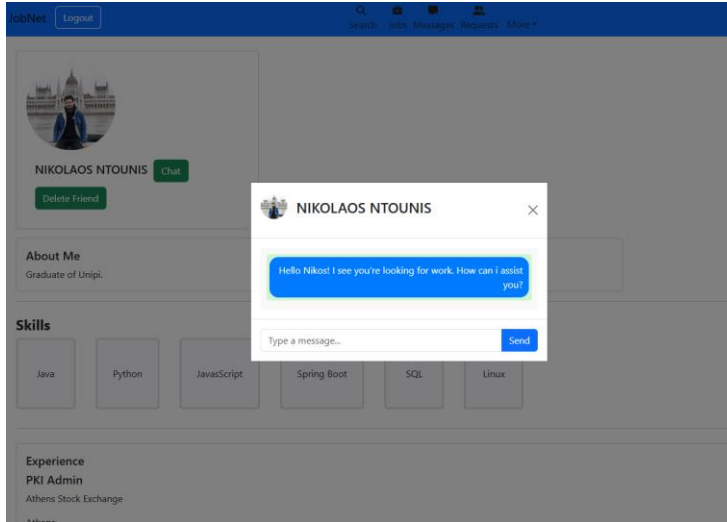 JobNet Logout
Search Jobs Messages Requests More
NIKOLAOS NTOUNIS Chat
Delete Friend
NIKOLAOS NTOUNIS
Hello Nikos! I see you're looking for work. How can i assist
you?
Type a message...
Send
About Me
Graduate of Unipi.
Skills
Java
Python
JavaScript
Spring Boot
SQL
Linux
Experience
PKI Admin
Athens Stock Exchange
Athens